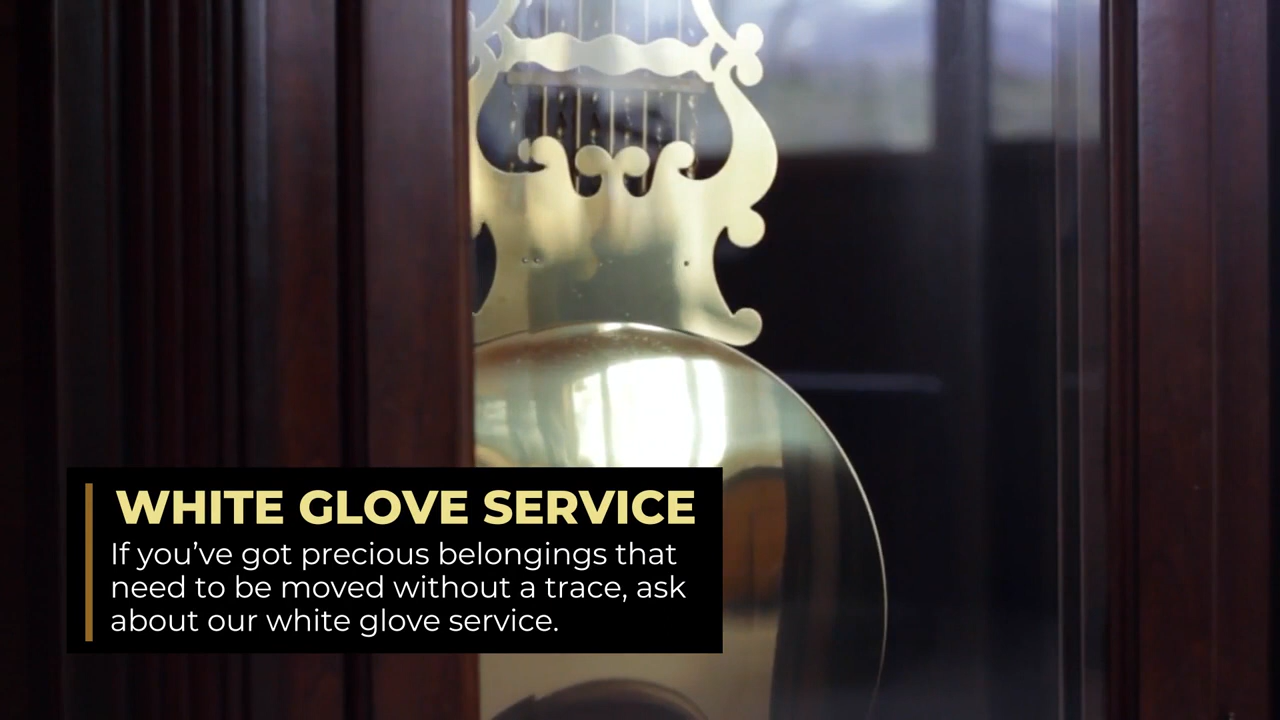 WHITE GLOVE SERVICE
If you’ve got precious belongings that
need to be moved without a trace, ask
about our white glove service.